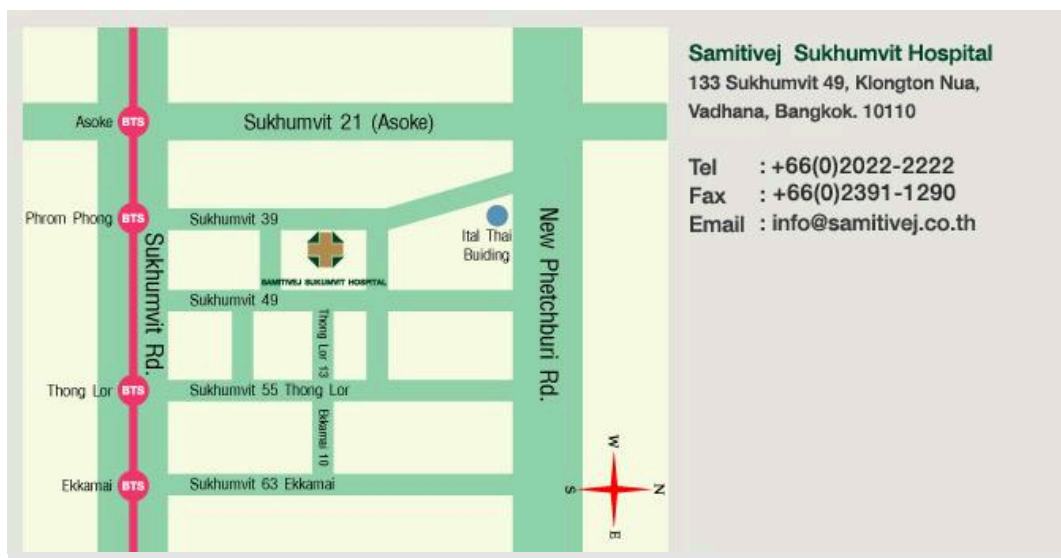 Samitivej Sukhumvit Hospital
133 Sukhumvit 49, Klongton Nua,
Vadhana, Bangkok. 10110
Tel : +66(0)2022-2222
Fax : +66(0)2391-1290
Email : info@samitivej.co.th
Asoke BTS
Sukhumvit 21 (Asoke)
Phrom Phong BTS
Sukhumvit 39
Ital Thai
Buiding
SAMITIVEJ SUKUMVIT HOSPITAL
Sukhumvit Rd.
Sukhumvit 49
New Phetchburi Rd.
Thong Lor 13
Thong Lor BTS
Sukhumvit 55 Thong Lor
Ekkamai 10
Ekkamai BTS
Sukhumvit 63 Ekkamai
W
S
N
E